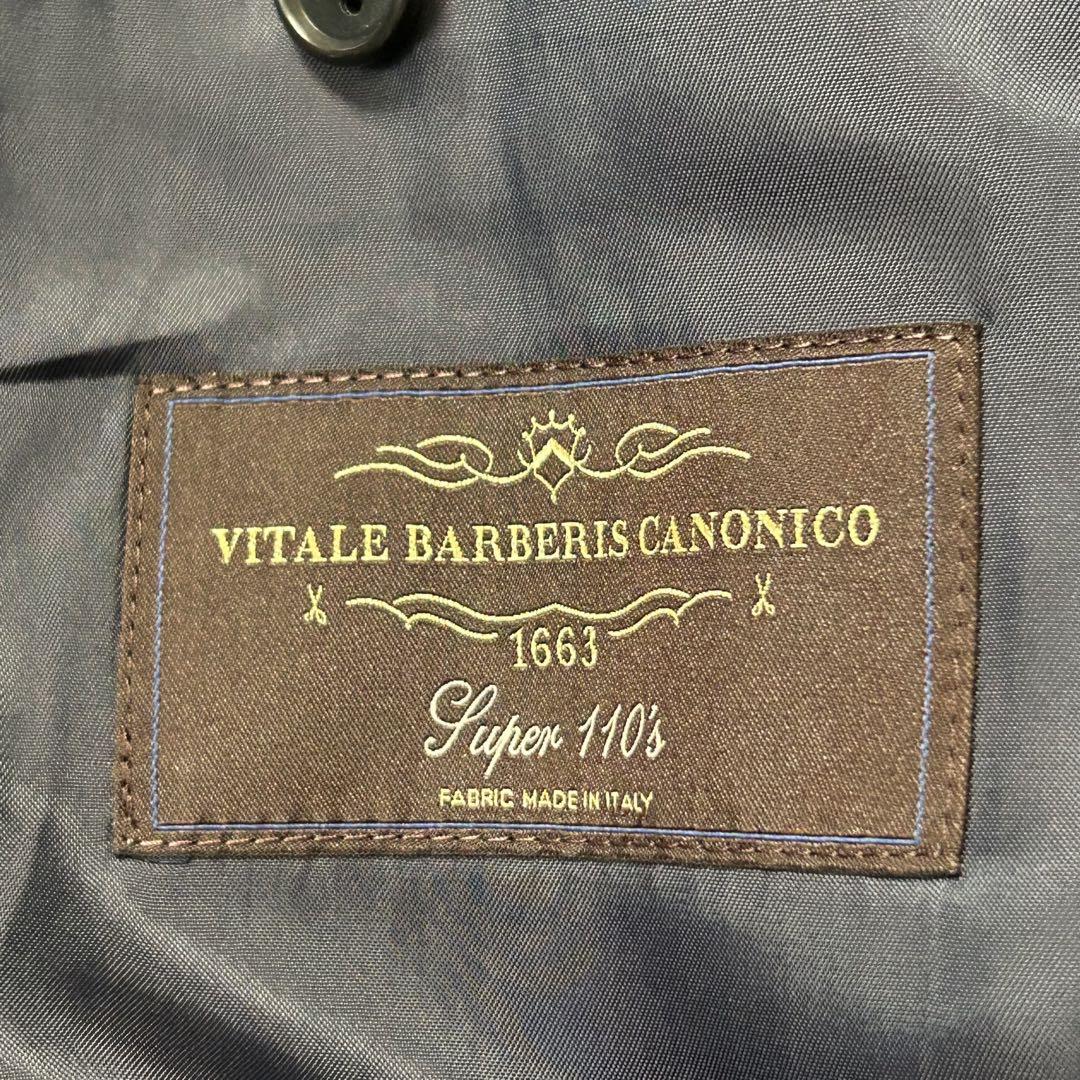 VITALE BARBERIS CANONICO
1663
Super 110's
FABRIC MADE IN ITALY